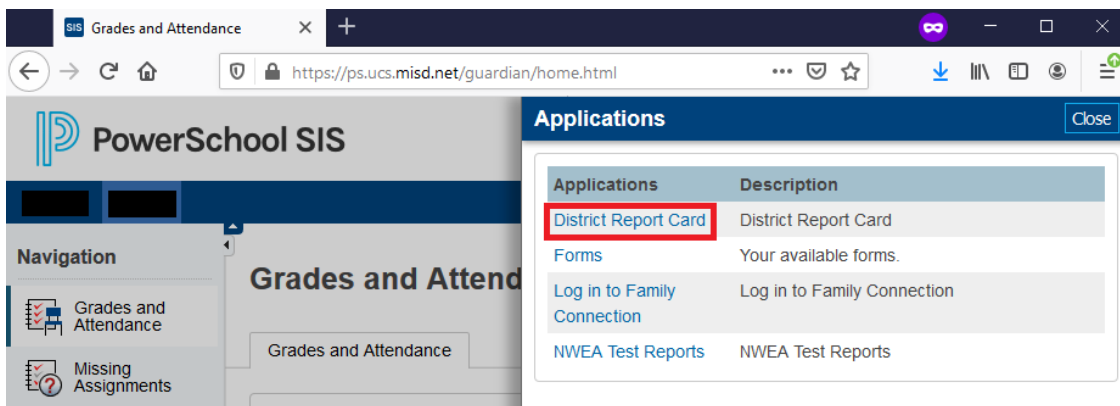 SIS Grades and Attendance
https://ps.ucs.misd.net/guardian/home.html
PowerSchool SIS
Navigation
Grades and
Attendance
Missing
Assignments
Grades and Attend
Grades and Attendance
Applications Close
Applications Description
District Report Card District Report Card
Forms Your available forms.
Log in to Family Log in to Family Connection
Connection
NWEA Test Reports NWEA Test Reports